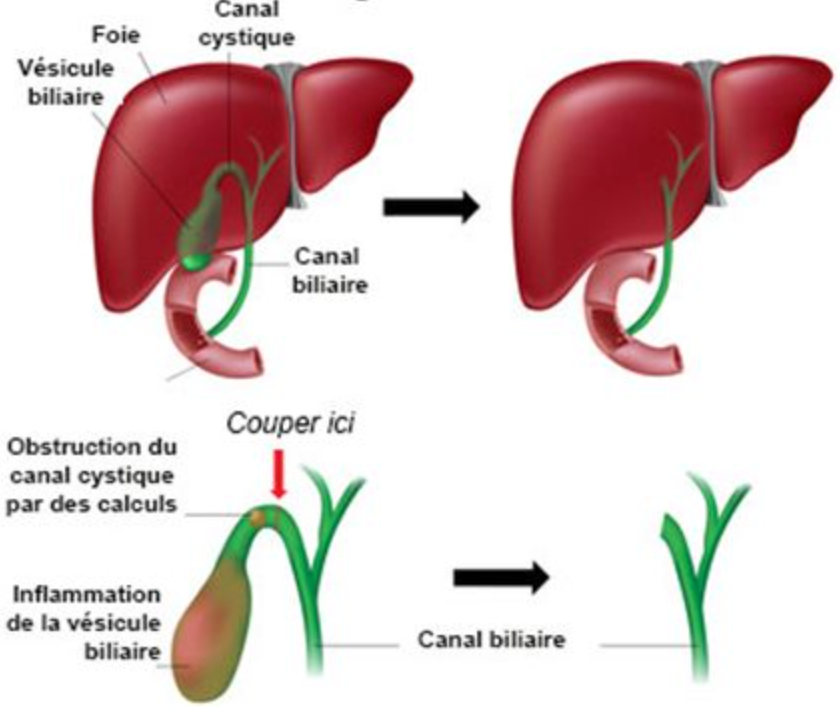 Canal
cystique
Foie
Vésicule
biliaire
Canal
biliaire
Couper ici
Obstruction du
canal cystique
par des calculs
Inflammation
de la vésicule
biliaire
Canal biliaire